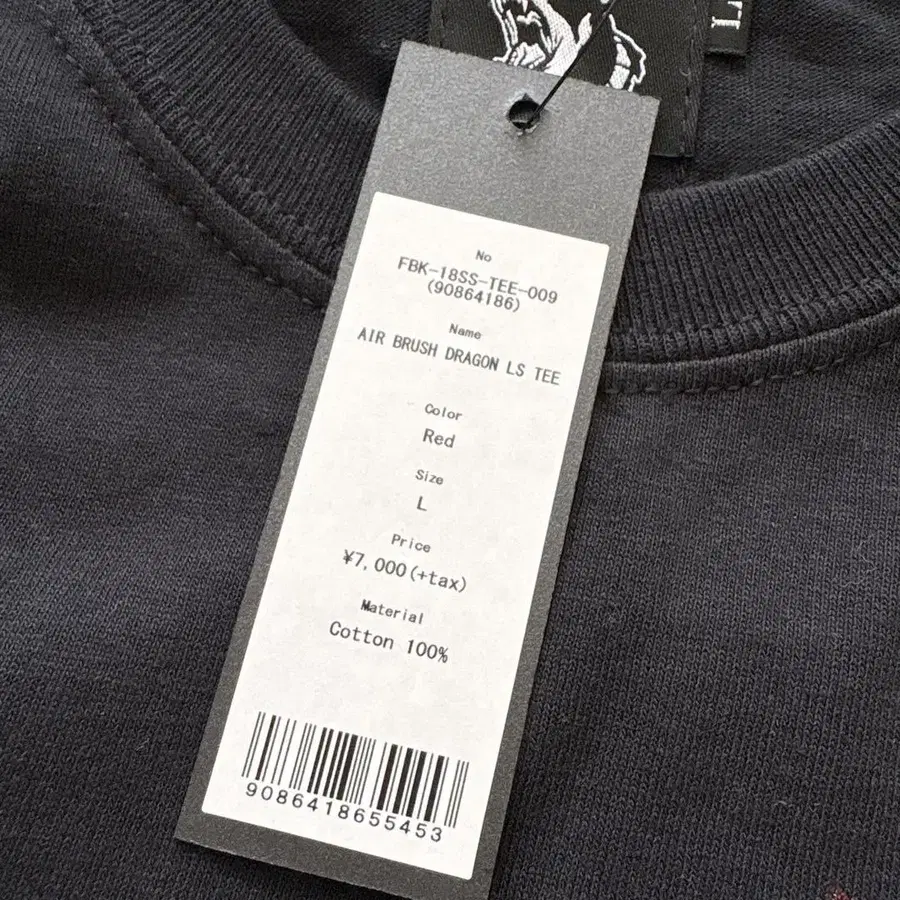 L
No
FBK-18SS-TEE-009
(90864186)
Name
AIR BRUSH DRAGON LS TEE
Color
Red
Size
L
Price
¥7,000(+tax)
Material
Cotton 100%
9086418655453